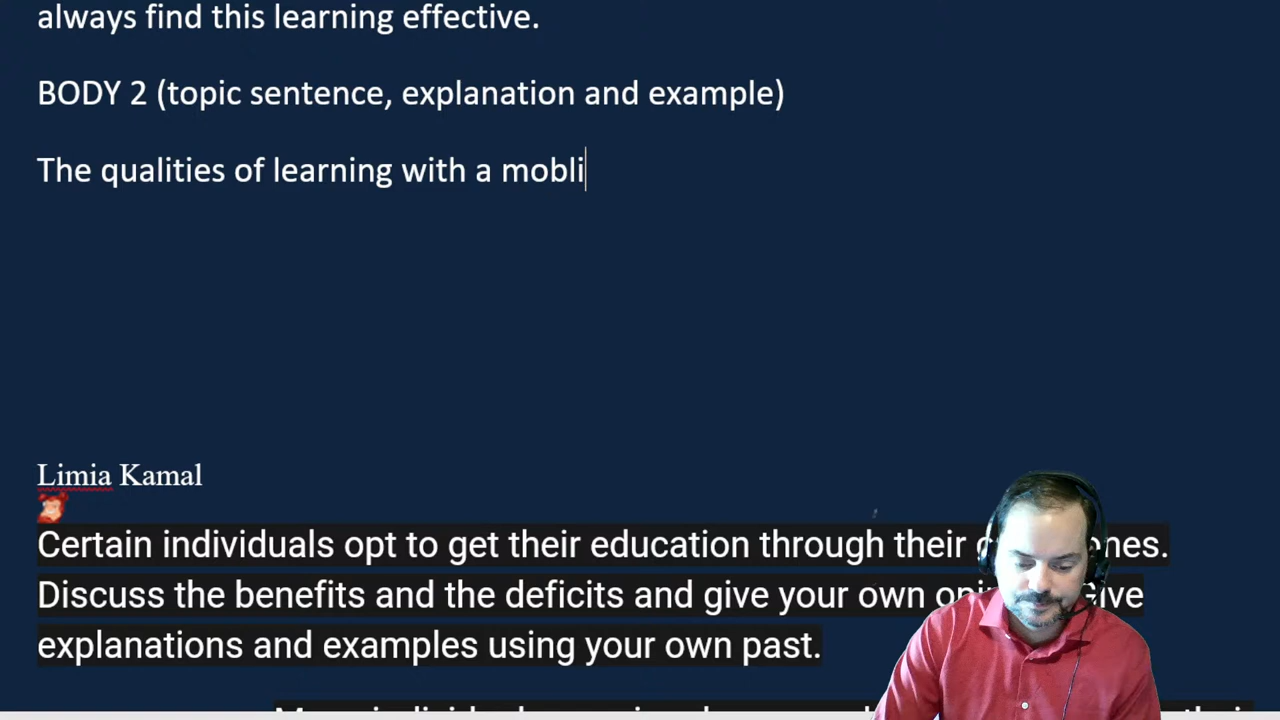 always find this learning effective.
BODY 2 (topic sentence, explanation and example)
The qualities of learning with a mobli
Limia Kamal
Certain individuals opt to get their education through their
Discuss the benefits and the deficits and give your own Give
explanations and examples using your own past.